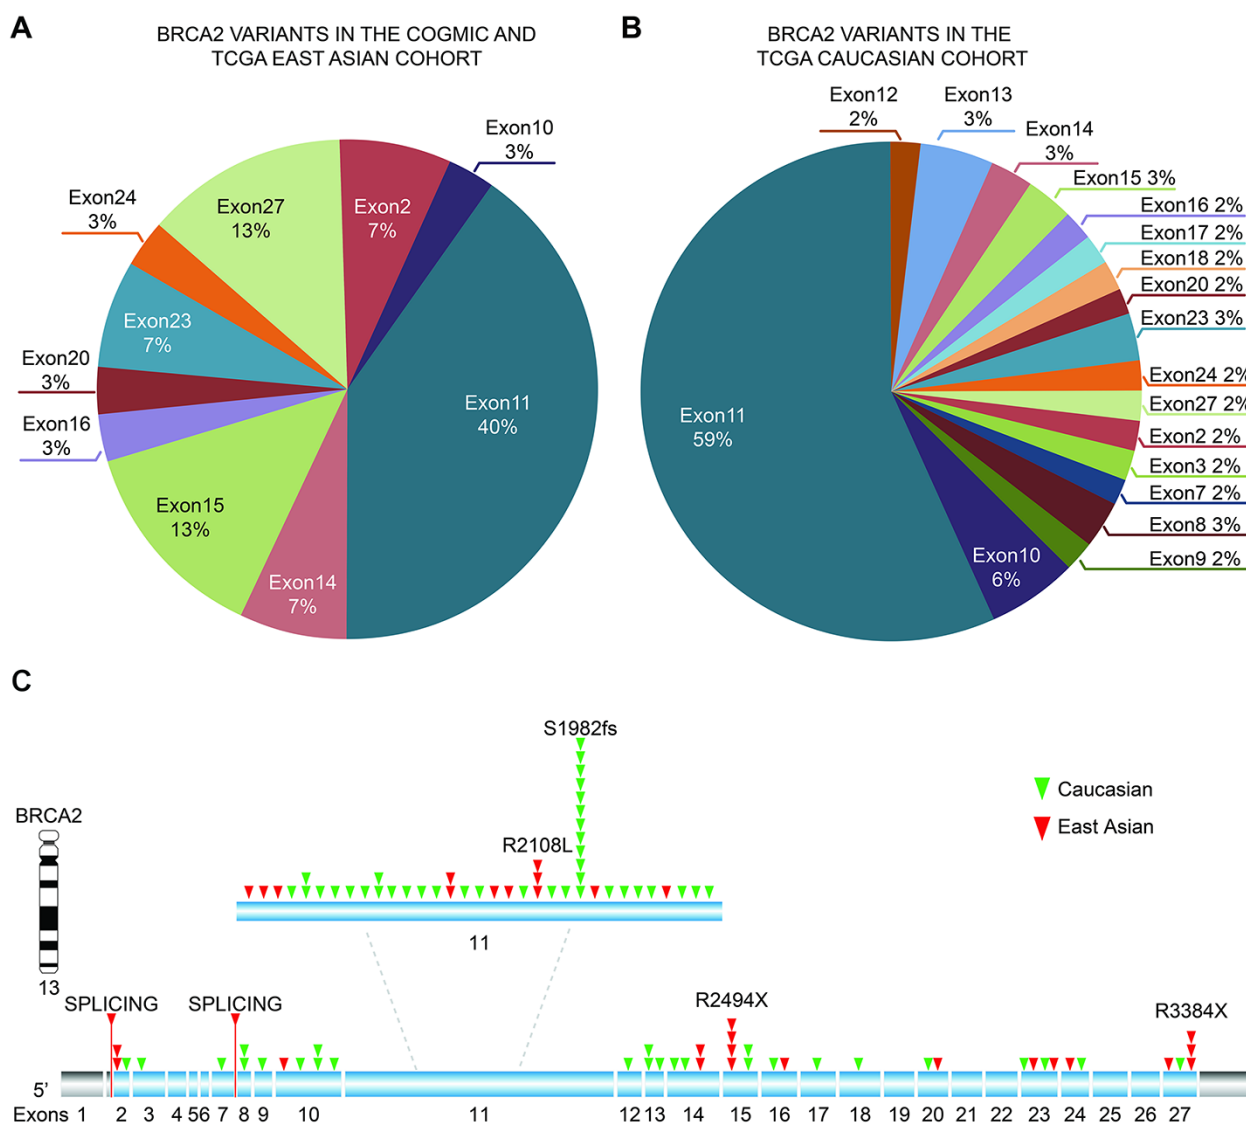 A
BRCA2 VARIANTS IN THE COGMIC AND
TCGA EAST ASIAN COHORT
Exon10
3%
Exon2
7%
Exon27
13%
Exon24
3%
Exon23
7%
Exon20
3%
Exon16
3%
Exon15
13%
Exon14
7%
Exon11
40%
B
BRCA2 VARIANTS IN THE
TCGA CAUCASIAN COHORT
Exon12
2%
Exon13
3%
Exon14
3%
Exon15 3%
Exon16 2%
Exon17 2%
Exon18 2%
Exon20 2%
Exon23 3%
Exon24 2%
Exon27 2%
Exon2 2%
Exon3 2%
Exon7 2%
Exon8 3%
Exon9 2%
Exon10
6%
Exon11
59%
C
S1982fs
Caucasian
East Asian
BRCA2
R2108L
11
13
SPLICING
SPLICING
R2494X
R3384X
5’
Exons 1 2 3 4 5 6 7 8 9 10 11 12 13 14 15 16 17 18 19 20 21 22 23 24 25 26 27